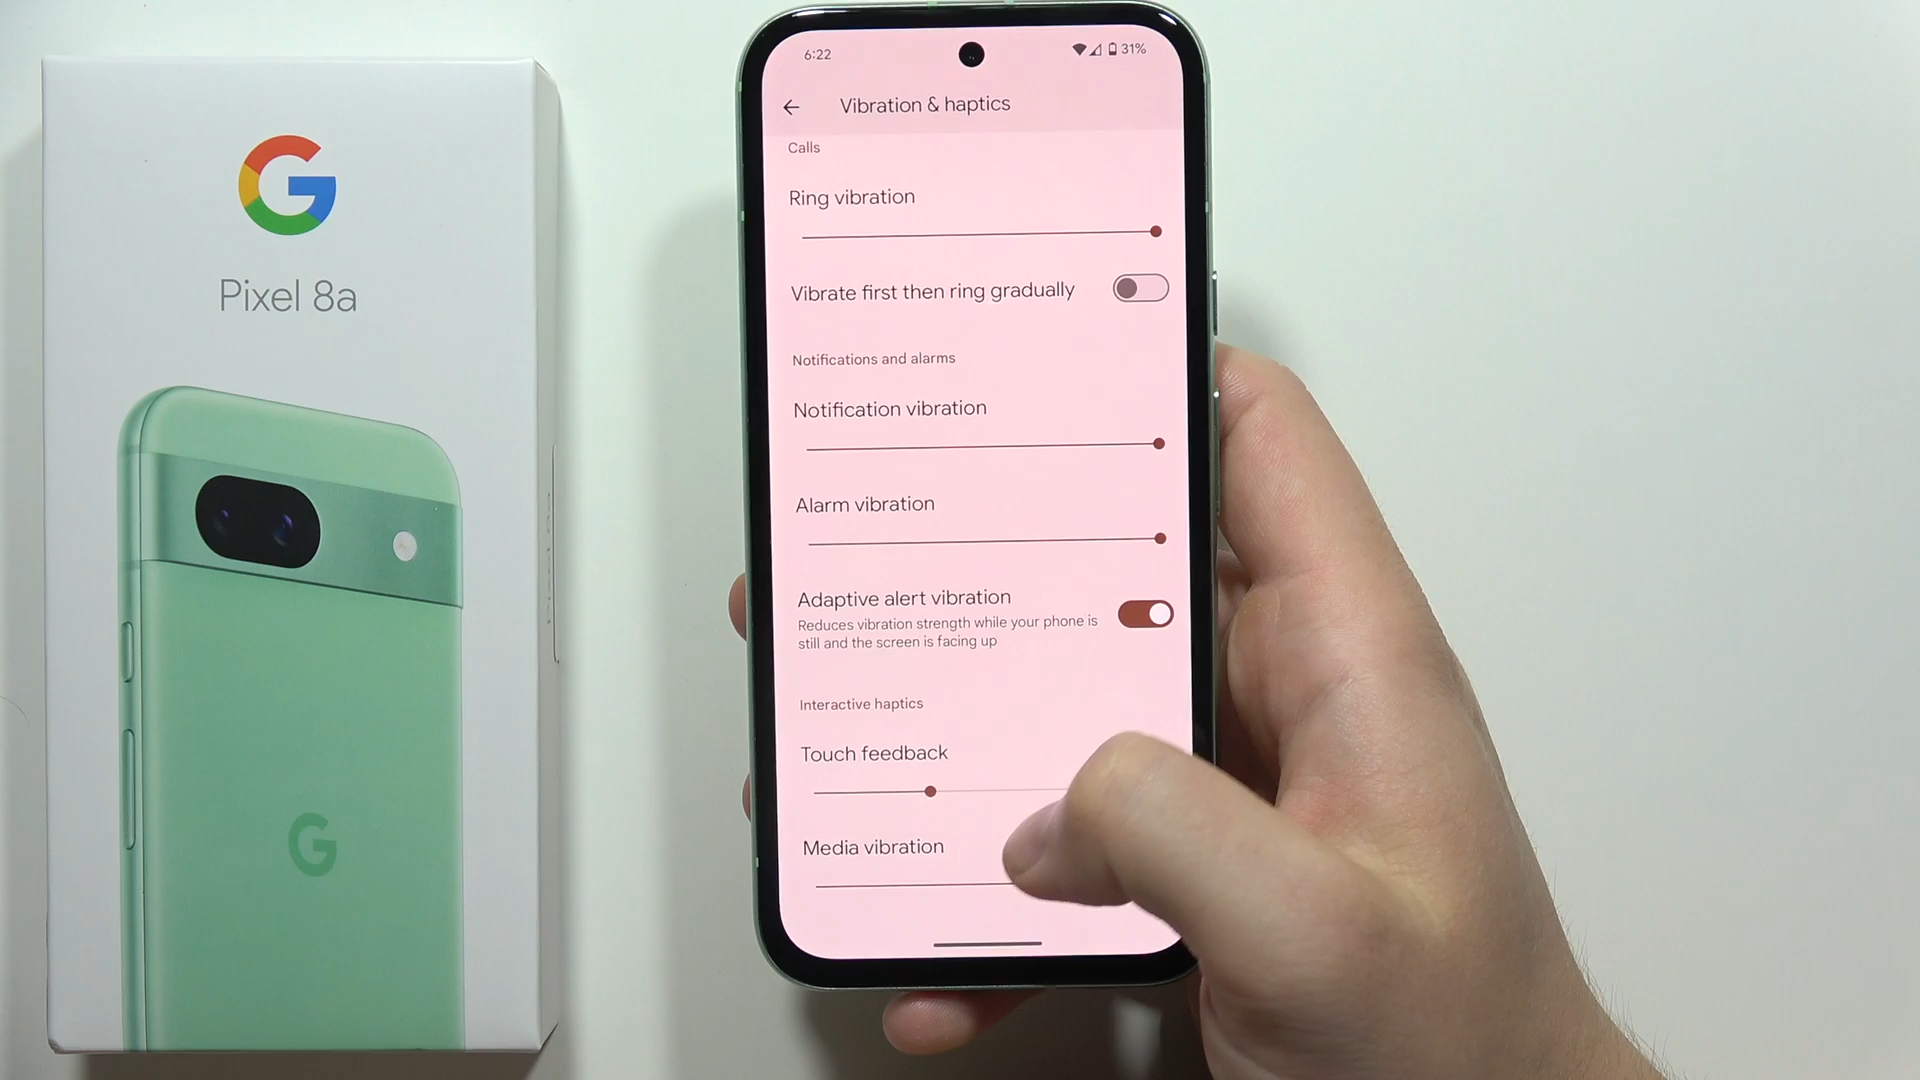 Pixel 8a
6:22
31%
Vibration & haptics
Calls
Ring vibration
Vibrate first then ring gradually
Notifications and alarms
Notification vibration
Alarm vibration
Adaptive alert vibration
Reduces vibration strength while your phone is
still and the screen is facing up
Interactive haptics
Touch feedback
Media vibration